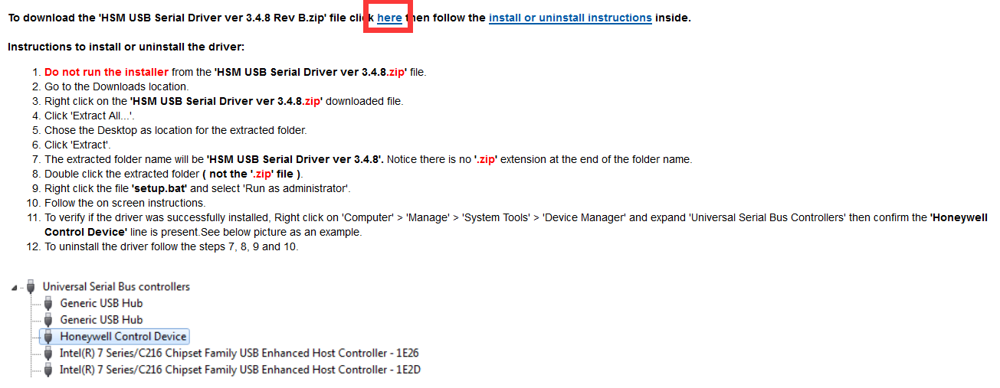 To download the 'HSM USB Serial Driver ver 3.4.8 Rev B.zip' file click here then follow the install or uninstall instructions inside.
Instructions to install or uninstall the driver:
1. Do not run the installer from the 'HSM USB Serial Driver ver 3.4.8.zip' file.
2. Go to the Downloads location.
3. Right click on the 'HSM USB Serial Driver ver 3.4.8.zip' downloaded file.
4. Click 'Extract All...'.
5. Chose the Desktop as location for the extracted folder.
6. Click 'Extract'.
7. The extracted folder name will be 'HSM USB Serial Driver ver 3.4.8'. Notice there is no '.zip' extension at the end of the folder name.
8. Double click the extracted folder ( not the '.zip' file ).
9. Right click the file 'setup.bat' and select 'Run as administrator'.
10. Follow the on screen instructions.
11. To verify if the driver was successfully installed, Right click on 'Computer' > 'Manage' > 'System Tools' > 'Device Manager' and expand 'Universal Serial Bus Controllers' then confirm the 'Honeywell
Control Device' line is present.See below picture as an example.
12. To uninstall the driver follow the steps 7, 8, 9 and 10.
Universal Serial Bus controllers
Generic USB Hub
Generic USB Hub
Honeywell Control Device
Intel(R) 7 Series/C216 Chipset Family USB Enhanced Host Controller - 1E26
Intel(R) 7 Series/C216 Chipset Family USB Enhanced Host Controller - 1E2D